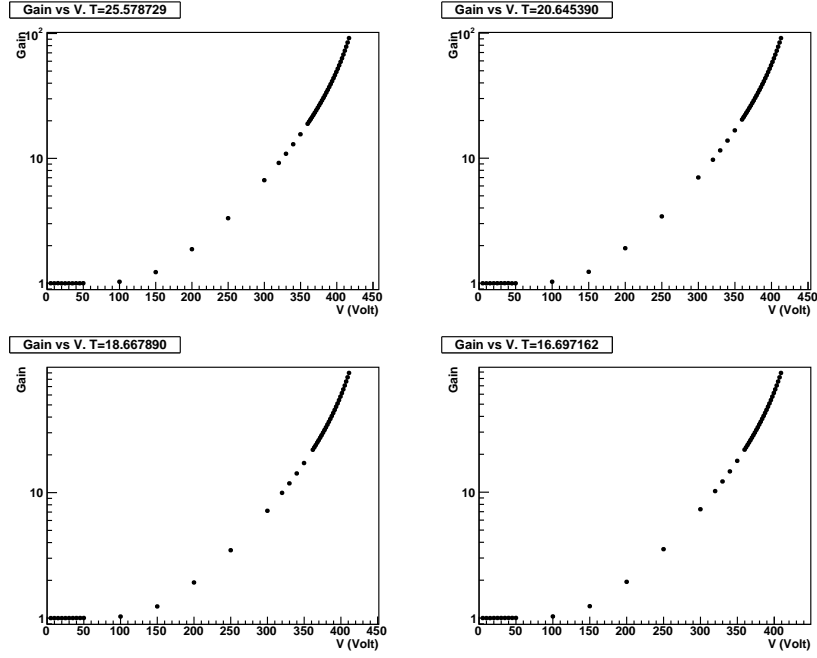 Gain vs V. T=25.578729
Gain
10²
10
1
0 50 100 150 200 250 300 350 400 450
V (Volt)
Gain vs V. T=20.645390
Gain
10²
10
1
0 50 100 150 200 250 300 350 400 450
V (Volt)
Gain vs V. T=18.667890
Gain
10
1
0 50 100 150 200 250 300 350 400 450
V (Volt)
Gain vs V. T=16.697162
Gain
10
1
0 50 100 150 200 250 300 350 400
V (Volt)